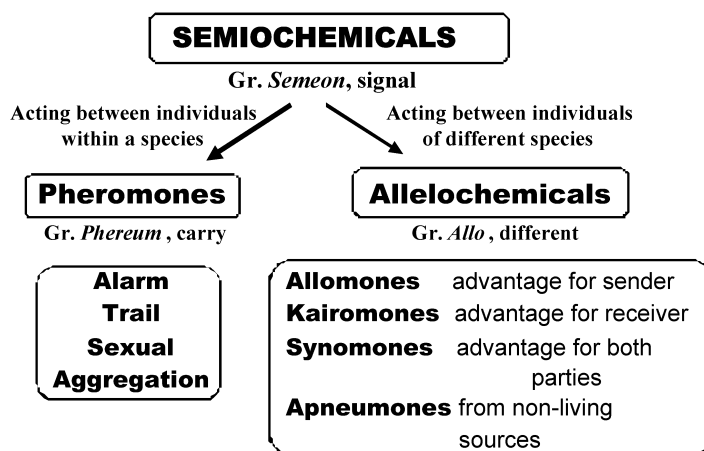 SEMIOCHEMICALS
Gr. Semeon, signal
Acting between individuals
within a species
Acting between individuals
of different species
Pheromones
Gr. Phereum , carry
Alarm
Trail
Sexual
Aggregation
Allelochemicals
Gr. Allo , different
Allomones advantage for sender
Kairomones advantage for receiver
Synomones advantage for both
parties
Apneumones from non-living
sources